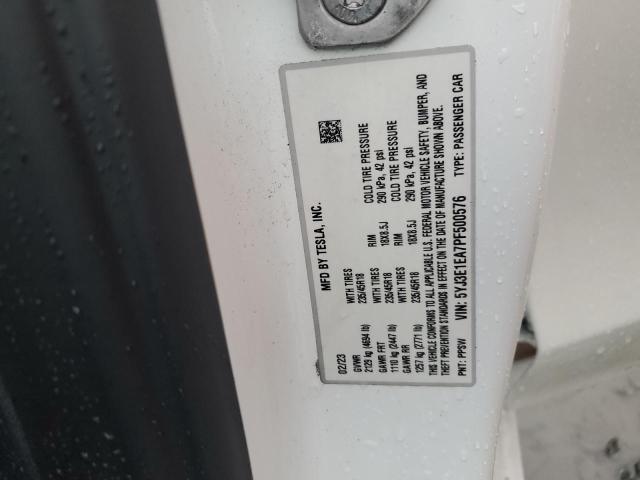 MFD BY TESLA, INC.
02/23
GVWR WITH TIRES RIM COLD TIRE PRESSURE
2129 kg (4694 lb) 235/45R18 18X8.5J 290 kPa, 42 psi
GAWR FRT WITH TIRES RIM COLD TIRE PRESSURE
1110 kg (2447 lb) 235/45R18 18X8.5J 290 kPa, 42 psi
GAWR RR
1257 kg (2771 lb)
THIS VEHICLE CONFORMS TO ALL APPLICABLE U.S. FEDERAL MOTOR VEHICLE SAFETY, BUMPER, AND
THEFT PREVENTION STANDARDS IN EFFECT ON THE DATE OF MANUFACTURE SHOWN ABOVE.
VIN: 5YJ3E1EA7PF500576 TYPE: PASSENGER CAR
PNT: PPSW